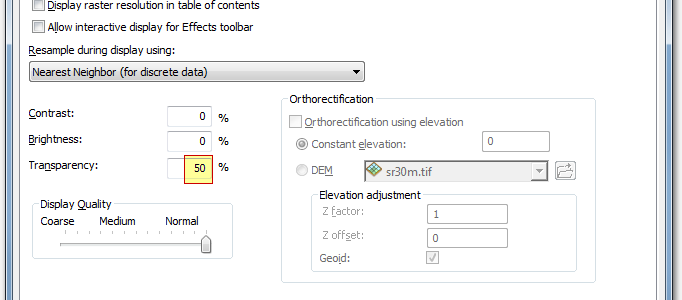 Display raster resolution in table of contents
Allow interactive display for Effects toolbar
Resample during display using:
Nearest Neighbor (for discrete data)
Contrast: 0 %
Brightness: 0 %
Transparency: 50 %
Display Quality
Coarse Medium Normal
Orthorectification
Orthorectification using elevation
Constant elevation: 0
DEM sr30m.tif
Elevation adjustment
Z factor: 1
Z offset: 0
Geoid: